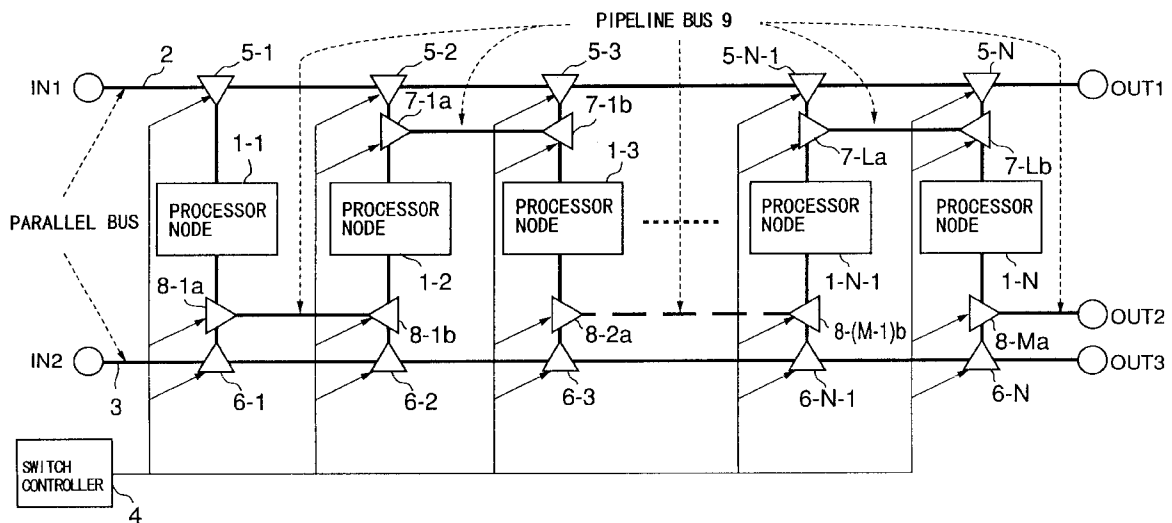 PIPELINE BUS 9
2
5-1
5-2
5-3
5-N-1
5-N
IN1
OUT1
7-1a
7-1b
7-La
7-Lb
1-1
1-3
PARALLEL BUS
PROCESSOR
NODE
PROCESSOR
NODE
PROCESSOR
NODE
PROCESSOR
NODE
PROCESSOR
NODE
1-2
1-N-1
1-N
8-1a
8-1b
8-2a
8-(M-1)b
8-Ma
OUT2
IN2
OUT3
3
6-1
6-2
6-3
6-N-1
6-N
SWITCH
CONTROLLER
4